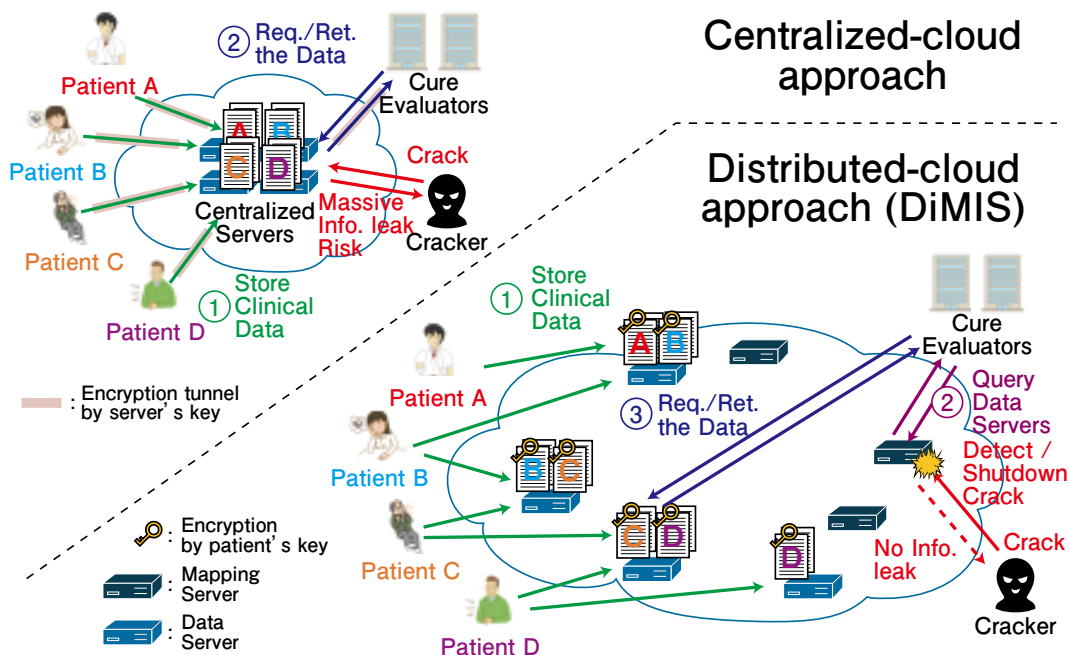 Centralized-cloud
approach
② Req./Ret.
the Data
Cure
Evaluators
Patient A
A
B
C
D
Patient B
Crack
Centralized
Servers
Massive
Info. leak
Risk
Cracker
Patient C
① Store
Clinical
Data
Patient D
Distributed-cloud
approach (DiMIS)
① Store
Clinical
Data
A
B
Cure
Evaluators
Patient A
③ Req./Ret.
the Data
② Query
Data
Servers
Patient B
B
C
Detect /
Shutdown
Crack
C
D
D
Patient C
No Info.
leak
Crack
Cracker
Patient D
: Encryption tunnel
by server's key
: Encryption
by patient's key
: Mapping
Server
: Data
Server